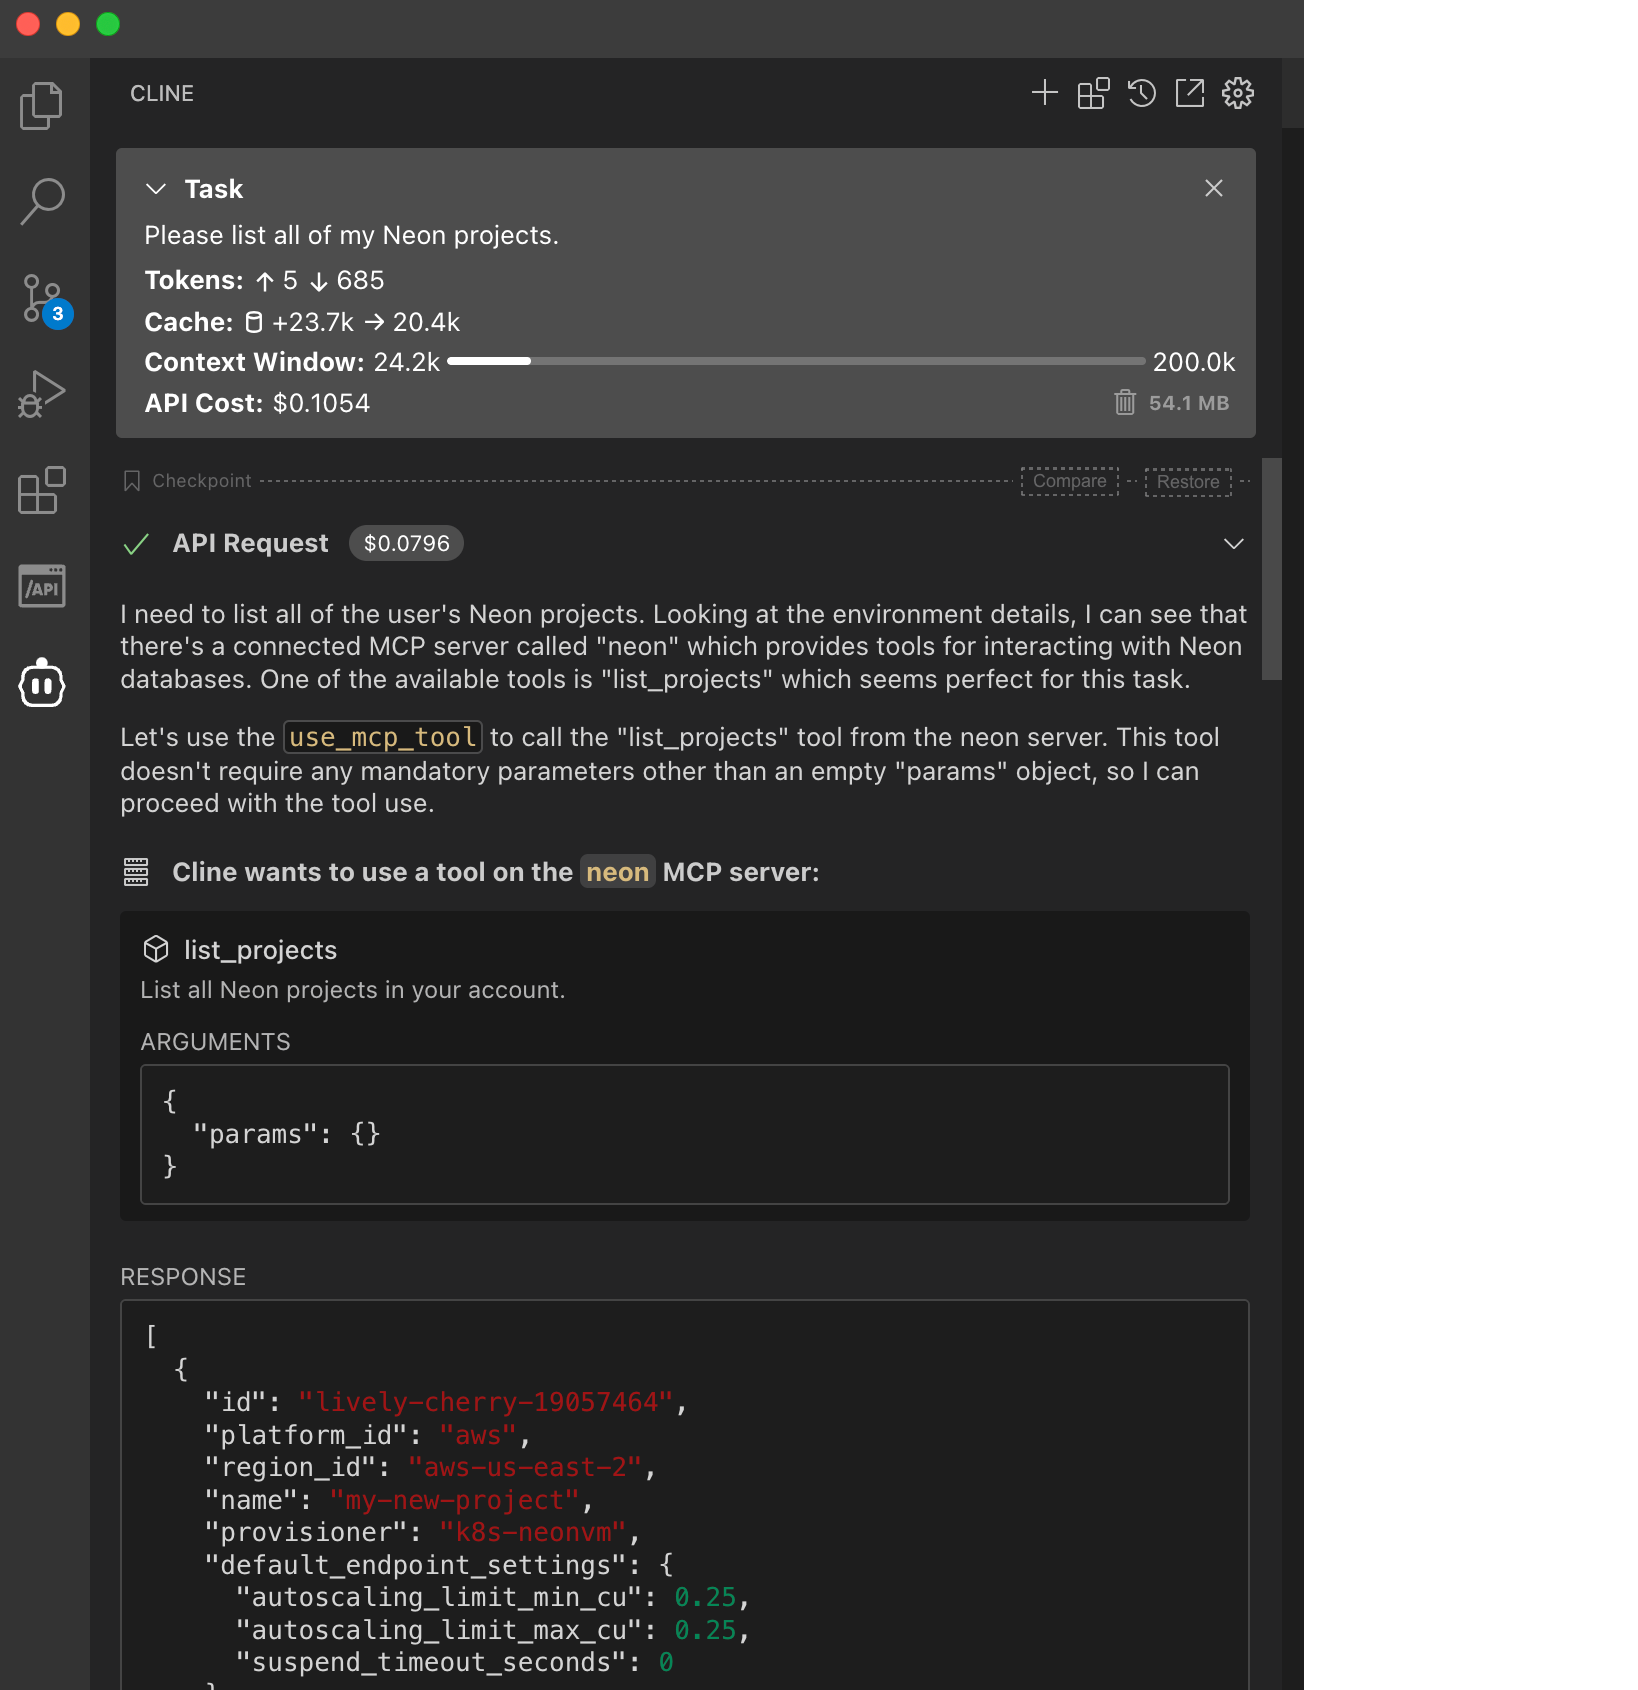 CLINE
Task
Please list all of my Neon projects.
Tokens: ↑ 5 ↓ 685
Cache: +23.7k → 20.4k
Context Window: 24.2k 200.0k
API Cost: $0.1054 54.1 MB
3
Checkpoint Compare Restore
API Request $0.0796
/API
I need to list all of the user's Neon projects. Looking at the environment details, I can see that
there's a connected MCP server called "neon" which provides tools for interacting with Neon
databases. One of the available tools is "list_projects" which seems perfect for this task.
Let's use the use_mcp_tool to call the "list_projects" tool from the neon server. This tool
doesn't require any mandatory parameters other than an empty "params" object, so I can
proceed with the tool use.
Cline wants to use a tool on the neon MCP server:
list_projects
List all Neon projects in your account.
ARGUMENTS
{
  "params": {}
}
RESPONSE
[
  {
    "id": "lively-cherry-19057464",
    "platform_id": "aws",
    "region_id": "aws-us-east-2",
    "name": "my-new-project",
    "provisioner": "k8s-neonvm",
    "default_endpoint_settings": {
      "autoscaling_limit_min_cu": 0.25,
      "autoscaling_limit_max_cu": 0.25,
      "suspend_timeout_seconds": 0
    }